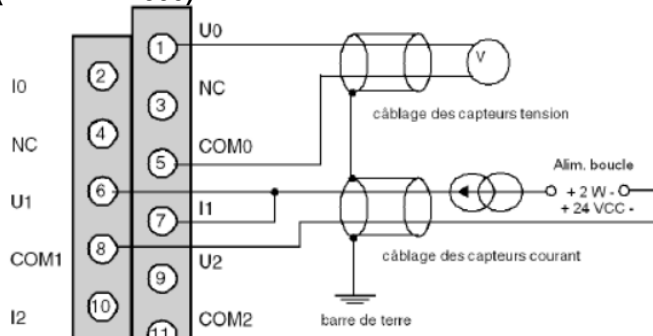 U0
1
V
2
I0
NC
3
câblage des capteurs tension
4
NC
COM0
5
Alim. boucle
6
+ 2 W -
U1
I1
+ 24 VCC -
7
8
câblage des capteurs courant
COM1
U2
9
10
I2
COM2
barre de terre
11